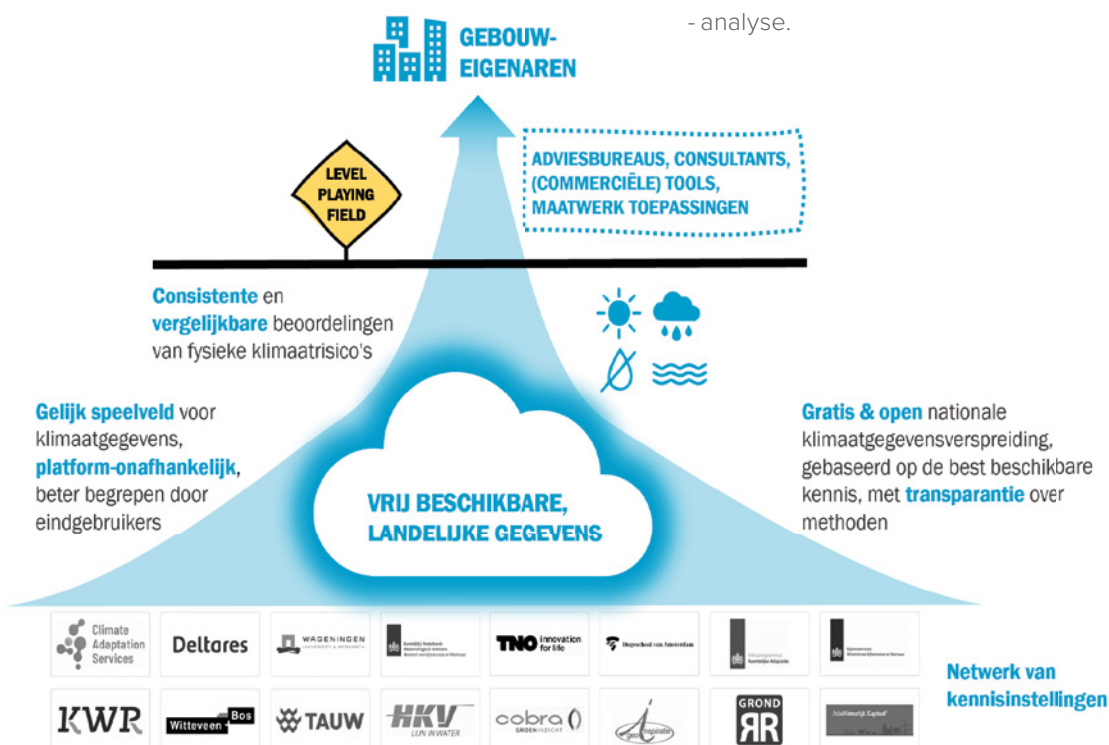 - analyse.
GEBOUW-
EIGENAREN
ADVIESBUREAUS, CONSULTANTS,
(COMMERCIËLE) TOOLS,
MAATWERK TOEPASSINGEN
LEVEL
PLAYING
FIELD
Consistente en
vergelijkbare beoordelingen
van fysieke klimaatrisico's
Gelijk speelveld voor
klimaatgegevens,
platform-onafhankelijk,
beter begrepen door
eindgebruikers
Gratis & open nationale
klimaatgegevensverspreiding,
gebaseerd op de best beschikbare
kennis, met transparantie over
methoden
VRIJ BESCHIKBARE,
LANDELIJKE GEGEVENS
Climate
Adaptation
Services
Deltares
WAGENINGEN
UNIVERSITY & RESEARCH
TNO innovation
for life
Hogeschool van Amsterdam
Netwerk van
kennisinstellingen
KWR
Witteveen + Bos
TAUW
HKV
LIJN IN WATER
cobra
GROENINZICHT
GROND
RR